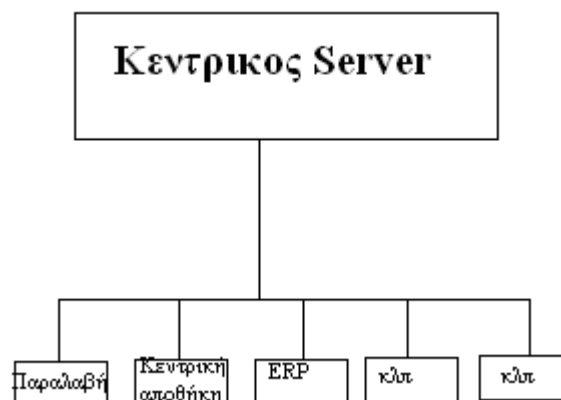 Κεντρικος Server
Παραλαβή
Κεντρική
αποθήκη
ERP
κλπ
κλπ